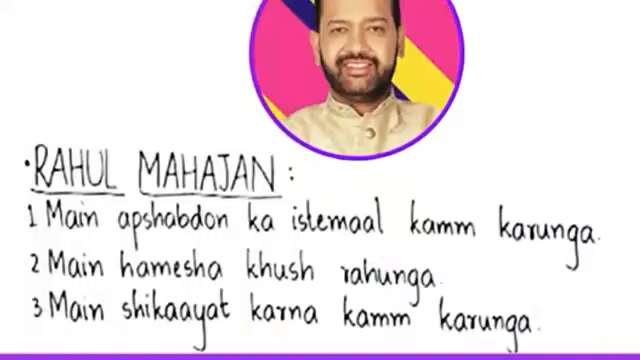 ·RAHUL MAHAJAN :
1 Main apshabdon ka istemaal kamm karunga.
2 Main hamesha khush rahunga.
3 Main shikaayat karna kamm karunga.